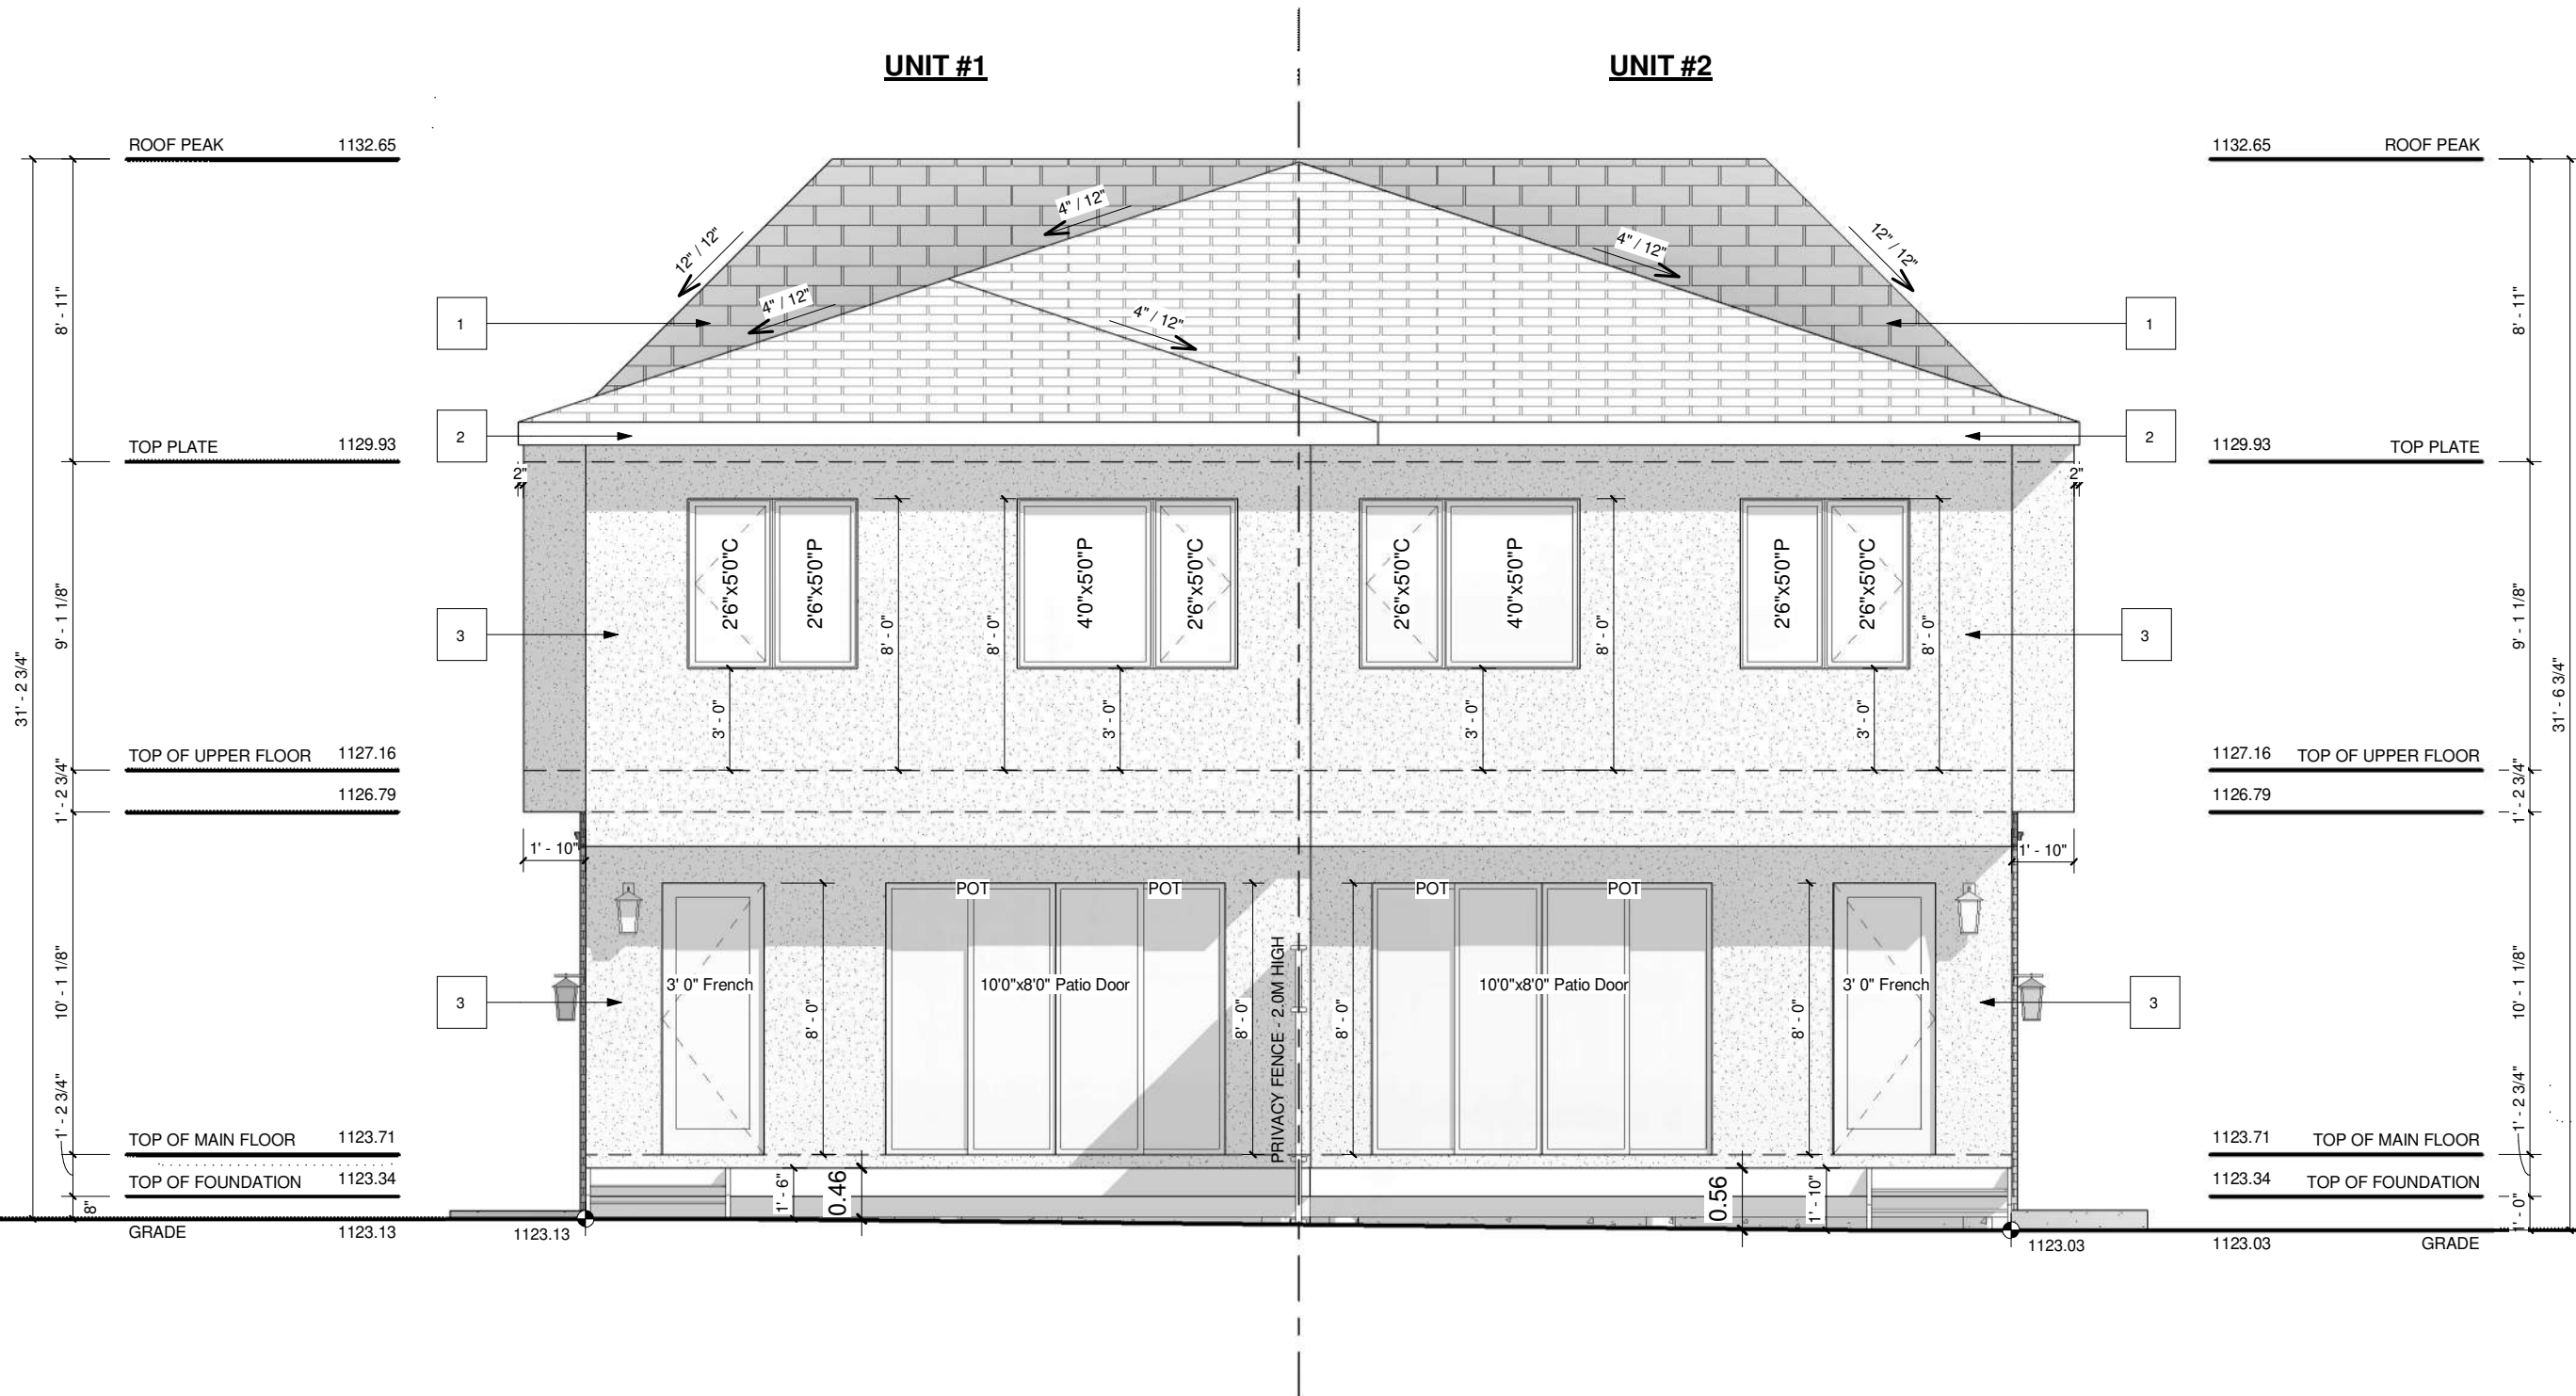 UNIT #1
UNIT #2
ROOF PEAK 1132.65
1132.65 ROOF PEAK
4" / 12"
12" / 12"
4" / 12"
12" / 12"
4" / 12"
4" / 12"
8' - 11"
1
1
8' - 11"
2
2
TOP PLATE 1129.93
1129.93 TOP PLATE
2"
2"
2'6"x5'0"C
2'6"x5'0"P
4'0"x5'0"P
2'6"x5'0"C
2'6"x5'0"C
4'0"x5'0"P
2'6"x5'0"P
2'6"x5'0"C
9' - 1 1/8"
3
8' - 0"
8' - 0"
8' - 0"
8' - 0"
3
9' - 1 1/8"
31' - 2 3/4"
31' - 6 3/4"
3' - 0"
3' - 0"
3' - 0"
3' - 0"
TOP OF UPPER FLOOR 1127.16
1127.16 TOP OF UPPER FLOOR
1' - 2 3/4"
1126.79
1126.79
1' - 2 3/4"
1' - 10"
1' - 10"
POT
POT
POT
POT
10' - 1 1/8"
3
3' 0" French
8' - 0"
10'0"x8'0" Patio Door
8' - 0"
PRIVACY FENCE - 2.0M HIGH
8' - 0"
10'0"x8'0" Patio Door
8' - 0"
3' 0" French
3
10' - 1 1/8"
1' - 2 3/4"
1' - 2 3/4"
TOP OF MAIN FLOOR 1123.71
1123.71 TOP OF MAIN FLOOR
TOP OF FOUNDATION 1123.34
1123.34 TOP OF FOUNDATION
8"
1' - 6"
0.46
0.56
1' - 10"
1' - 0"
GRADE 1123.13
1123.13
1123.03
1123.03 GRADE